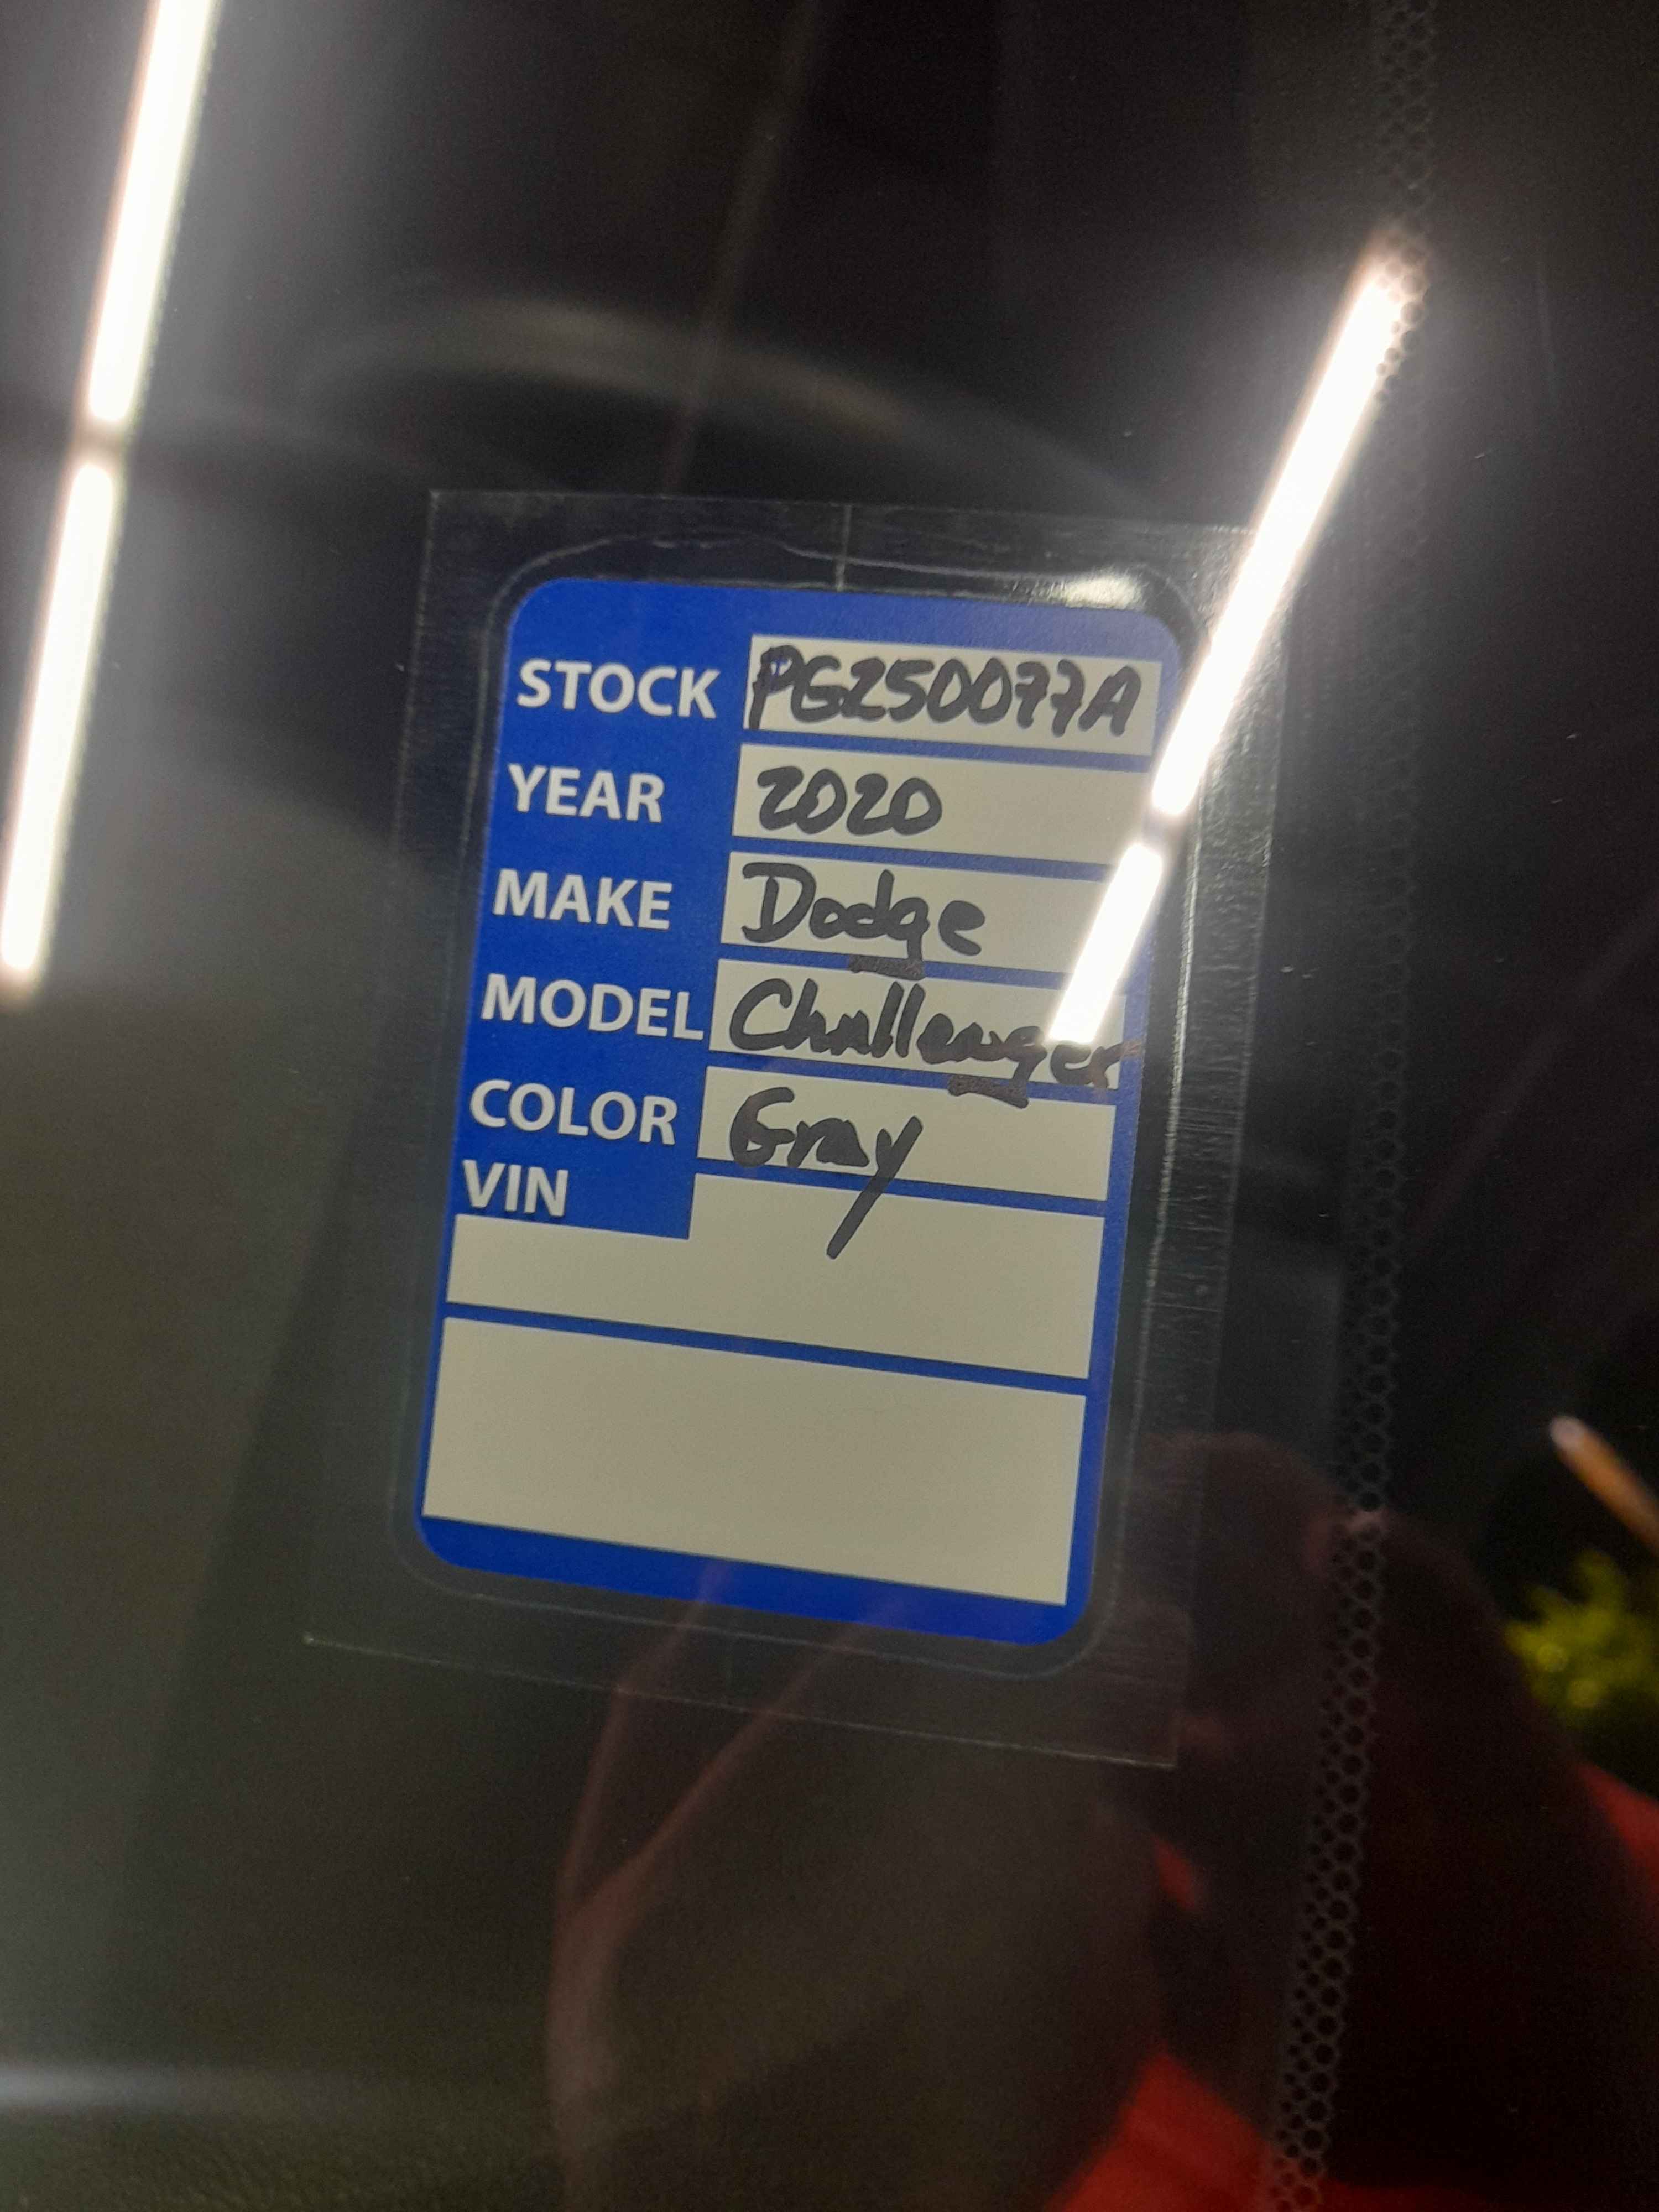 STOCK PG250077A
YEAR 2020
MAKE Dodge
MODEL Challenger
COLOR Gray
VIN